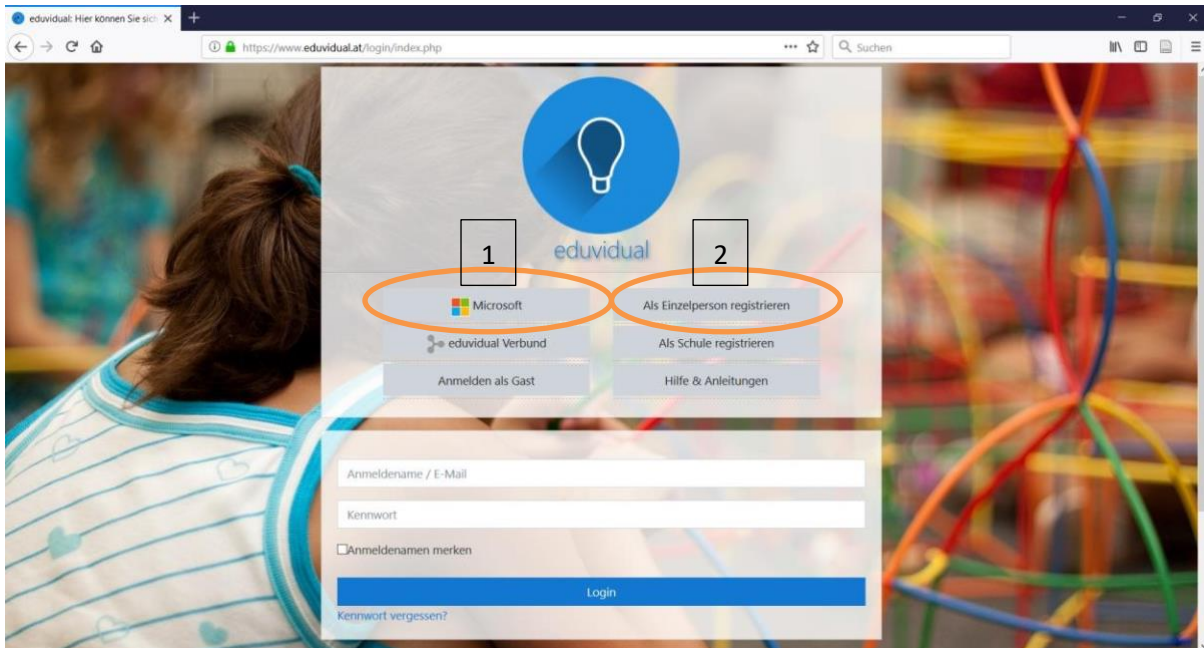 eduvidual: Hier können Sie sich
https://www.eduvidual.at/login/index.php
Suchen
1
2
eduvidual
Microsoft
Als Einzelperson registrieren
eduvidual Verbund
Als Schule registrieren
Anmelden als Gast
Hilfe & Anleitungen
Anmeldename / E-Mail
Kennwort
Anmeldenamen merken
Login
Kennwort vergessen?